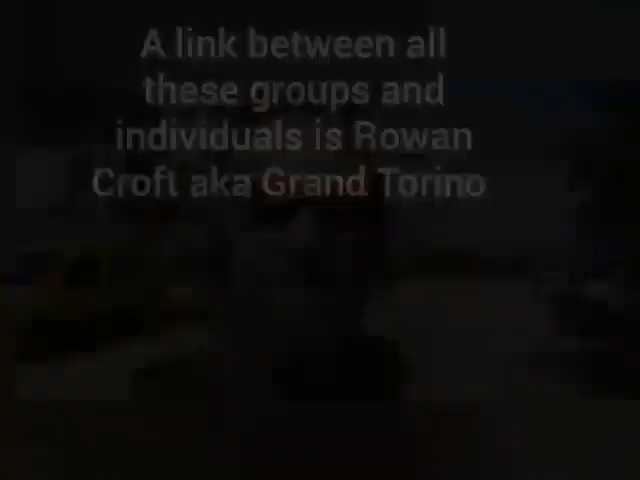 A link between all
these groups and
individuals is Rowan
Croft aka Grand Torino